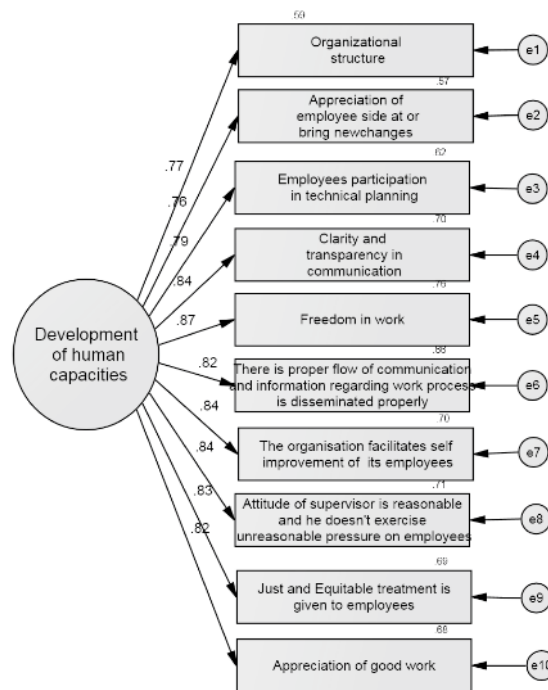 .59
Organizational
structure
e1
.57
Appreciation of
employee side at or
bring newchanges
e2
.62
Employees participation
in technical planning
e3
.70
Clarity and
transparency in
communication
e4
.76
Freedom in work
e5
.68
There is proper flow of communication
and information regarding work process
is disseminated properly
e6
.70
The organisation facilitates self
improvement of its employees
e7
.71
Attitude of supervisor is reasonable
and he doesn't exercise
unreasonable pressure on employees
e8
.69
Just and Equitable treatment is
given to employees
e9
.68
Appreciation of good work
e10
.77
.76
.79
.84
.87
.82
.84
.84
.83
.82
Development
of human
capacities